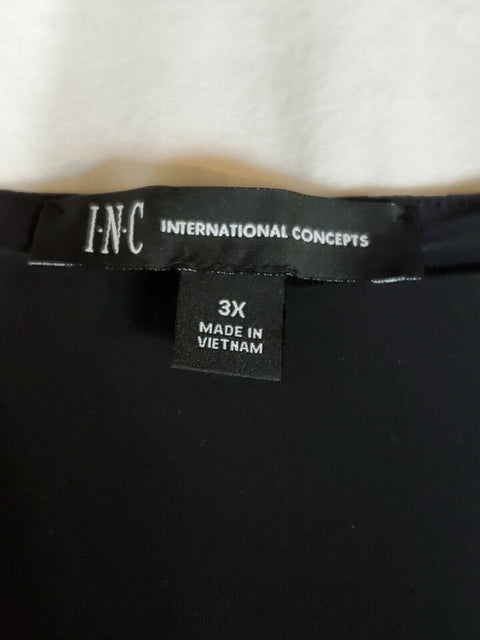 I·N·C INTERNATIONAL CONCEPTS
3X
MADE IN
VIETNAM